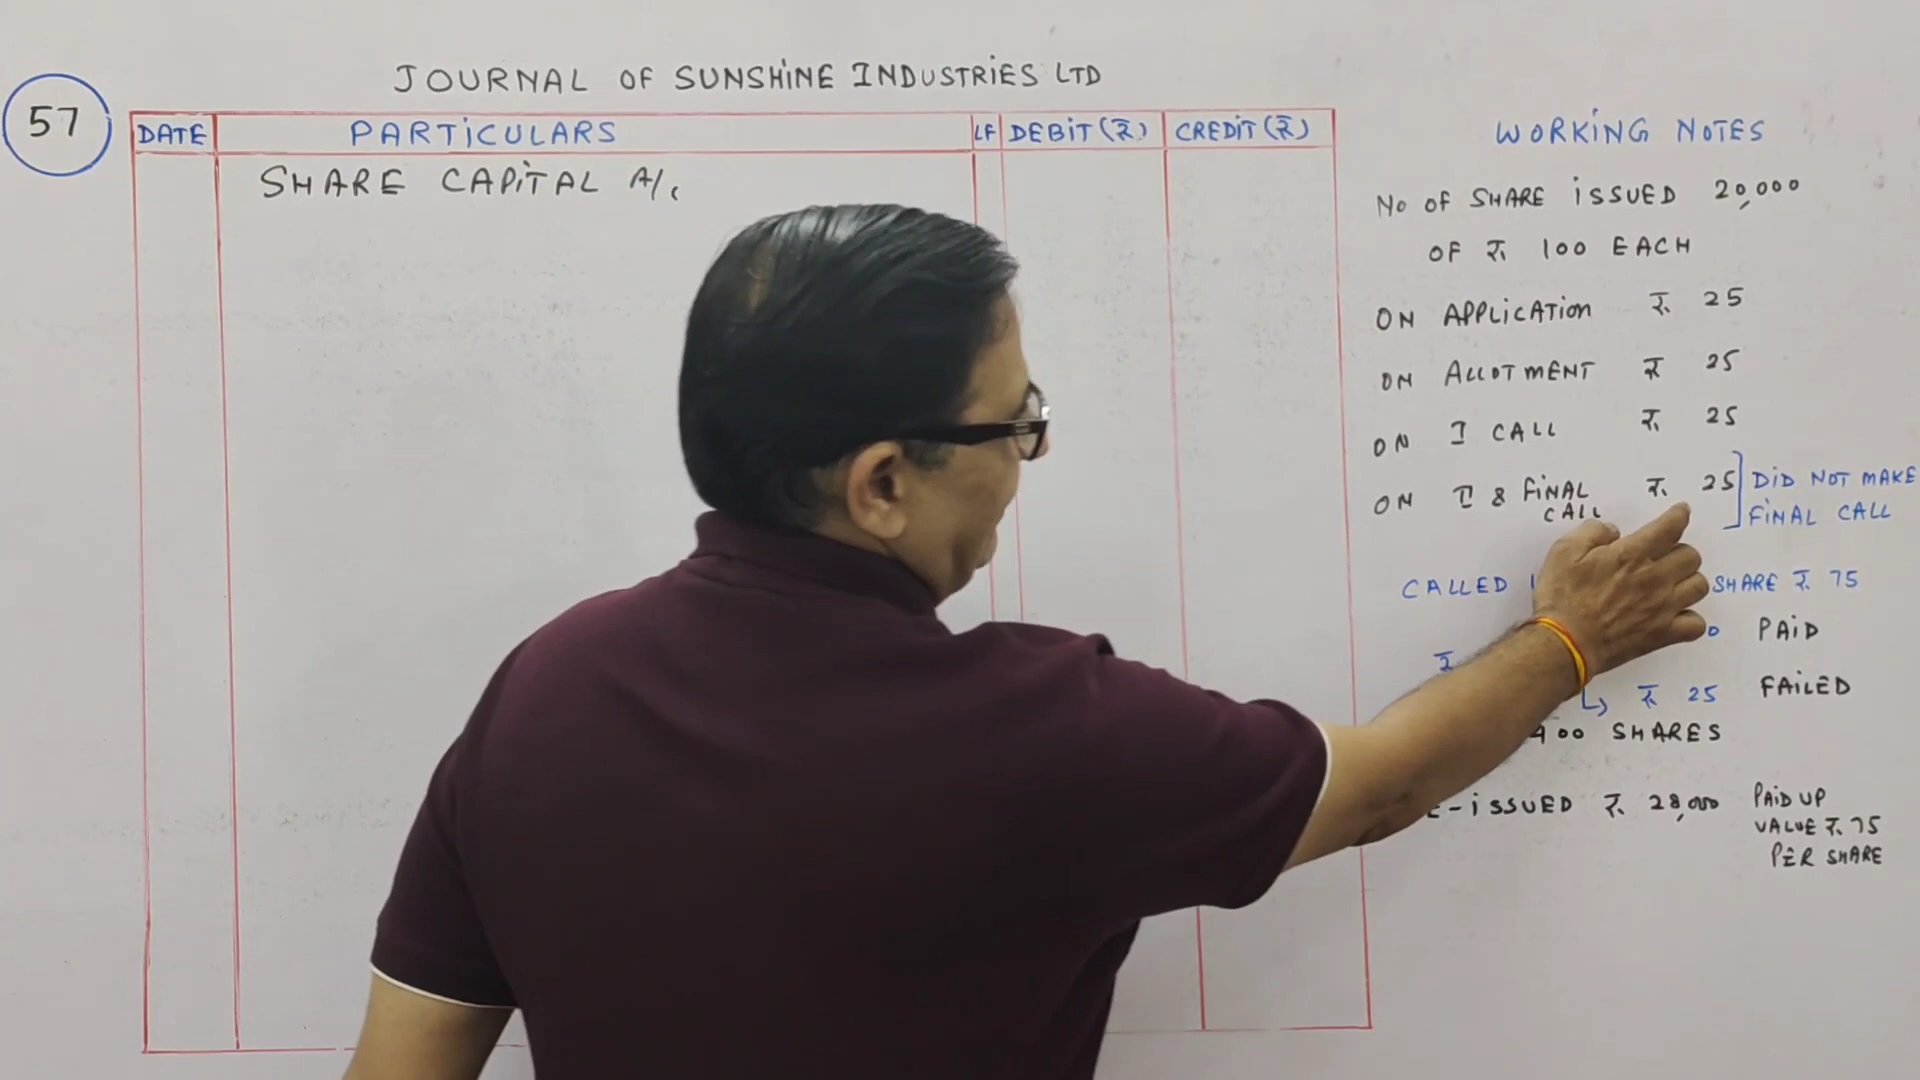 57
JOURNAL OF SUNSHINE INDUSTRIES LTD
DATE PARTICULARS LF DEBIT (₹) CREDIT (₹)
SHARE CAPITAL A/c
WORKING NOTES
NO OF SHARE ISSUED 20,000
OF ₹ 100 EACH
ON APPLICATION ₹ 25
ON ALLOTMENT ₹ 25
ON I CALL ₹ 25
ON II & FINAL CALL ₹ 25
DID NOT MAKE
FINAL CALL
CALLED SHARE ₹ 75
PAID
₹
₹ 25 FAILED
SHARES
ISSUED ₹ 28,000 PAID UP
VALUE ₹ 75
PER SHARE